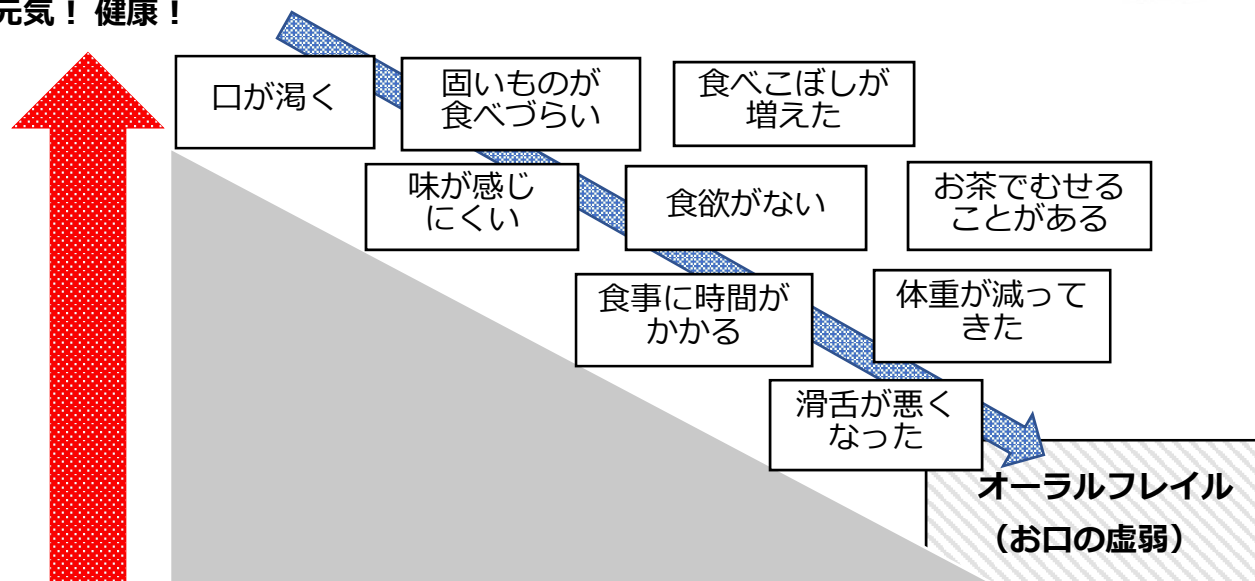 元気！ 健康！
口が渇く
固いものが
食べづらい
食べこぼしが
増えた
味が感じ
にくい
食欲がない
お茶でむせる
ことがある
食事に時間が
かかる
体重が減って
きた
滑舌が悪く
なった
オーラルフレイル
（お口の虚弱）